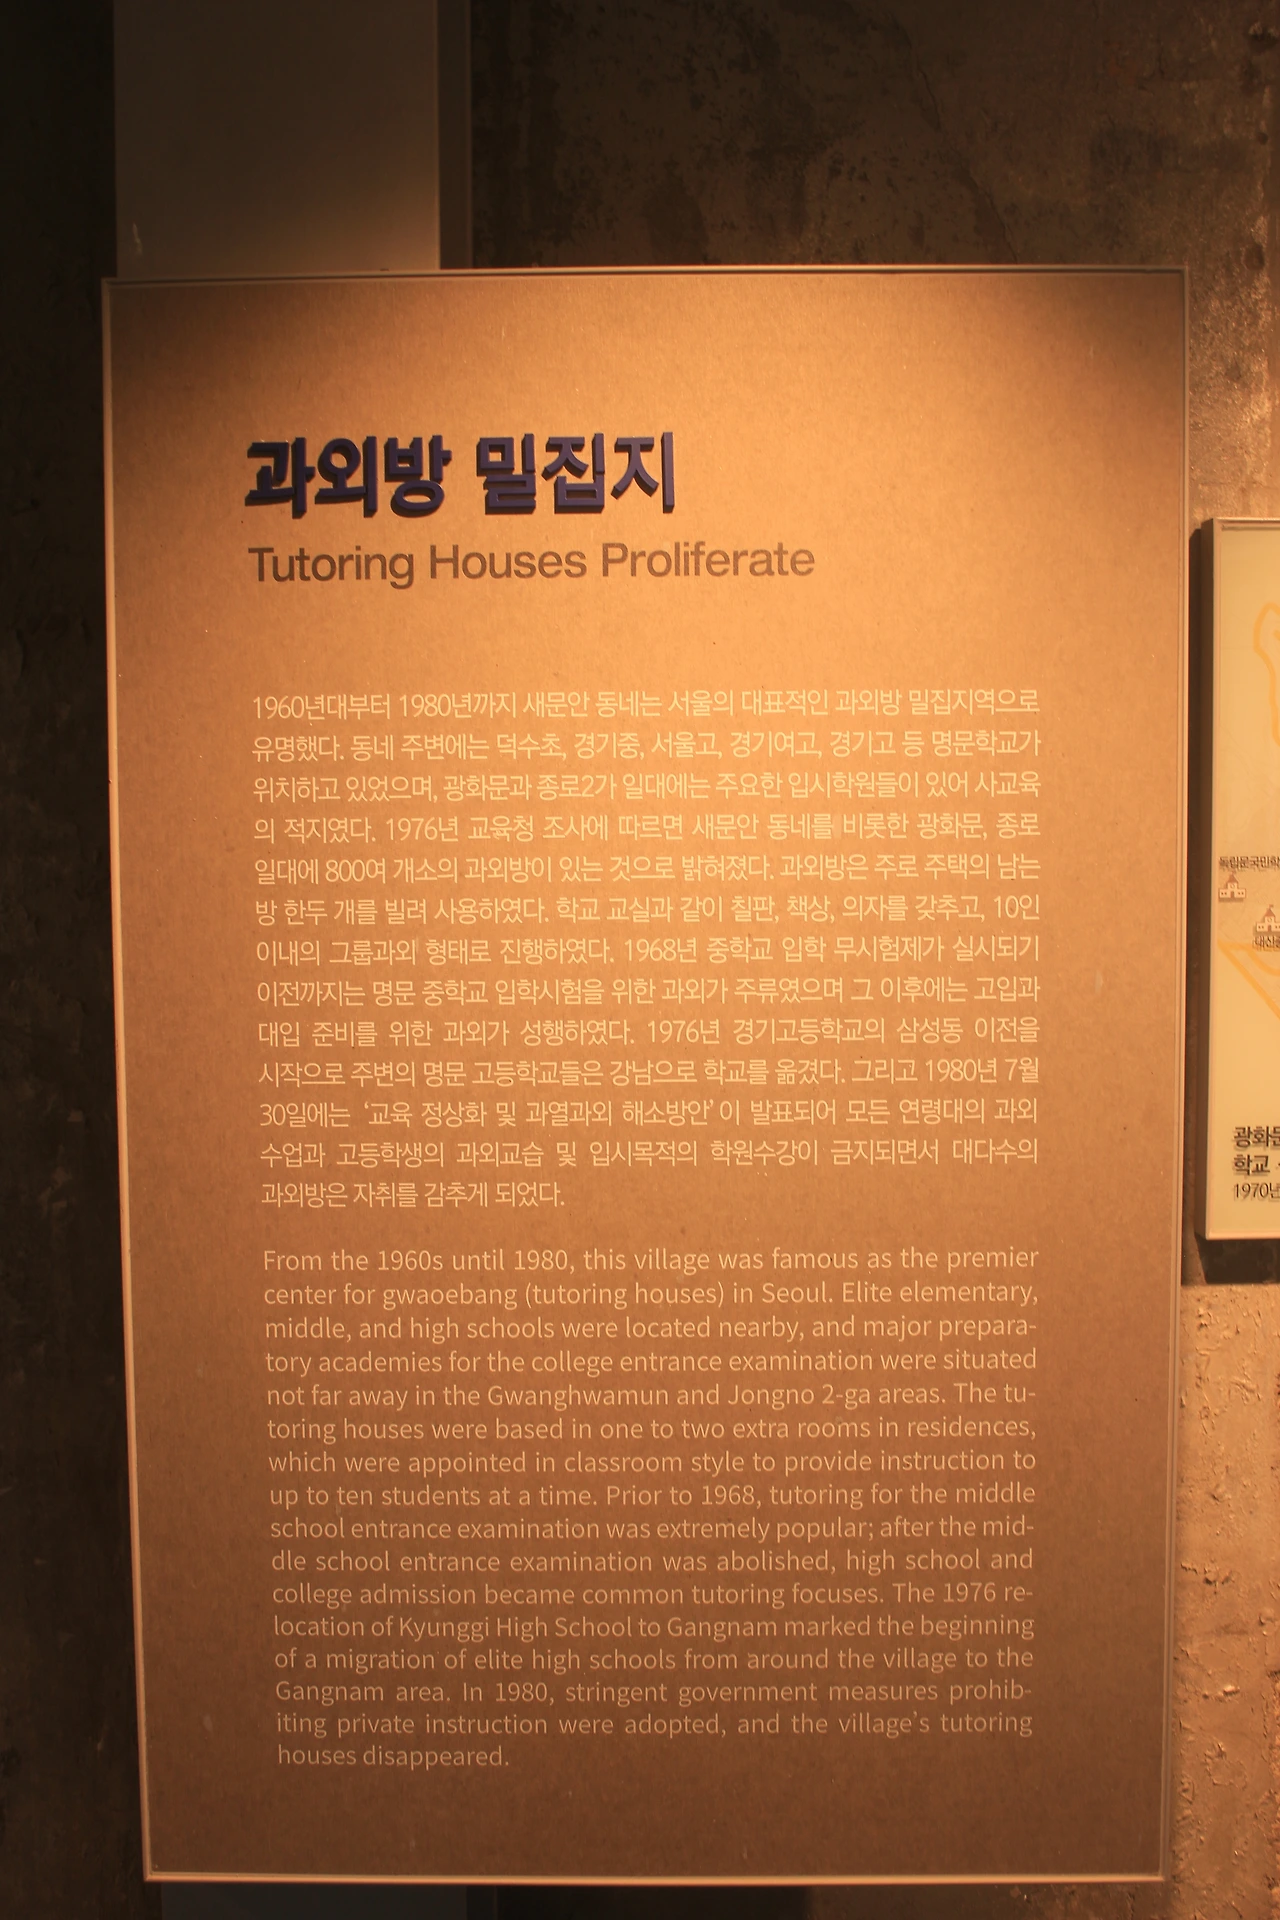 과외방 밀집지
Tutoring Houses Proliferate
1960년대부터 1980년까지 새문안 동네는 서울의 대표적인 과외방 밀집지역으로
유명했다. 동네 주변에는 덕수초, 경기중, 서울고, 경기여고, 경기고 등 명문학교가
위치하고 있었으며, 광화문과 종로2가 일대에는 주요한 입시학원들이 있어 사교육
의 적지였다. 1976년 교육청 조사에 따르면 새문안 동네를 비롯한 광화문, 종로
일대에 800여 개소의 과외방이 있는 것으로 밝혀졌다. 과외방은 주로 주택의 남는
방 한두 개를 빌려 사용하였다. 학교 교실과 같이 칠판, 책상, 의자를 갖추고, 10인
이내의 그룹과외 형태로 진행하였다. 1968년 중학교 입학 무시험제가 실시되기
이전까지는 명문 중학교 입학시험을 위한 과외가 주류였으며 그 이후에는 고입과
대입 준비를 위한 과외가 성행하였다. 1976년 경기고등학교의 삼성동 이전을
시작으로 주변의 명문 고등학교들은 강남으로 학교를 옮겼다. 그리고 1980년 7월
30일에는 ‘교육 정상화 및 과열과외 해소방안’이 발표되어 모든 연령대의 과외
수업과 고등학생의 과외교습 및 입시목적의 학원수강이 금지되면서 대다수의
과외방은 자취를 감추게 되었다.
From the 1960s until 1980, this village was famous as the premier
center for gwaoebang (tutoring houses) in Seoul. Elite elementary,
middle, and high schools were located nearby, and major prepara-
tory academies for the college entrance examination were situated
not far away in the Gwanghwamun and Jongno 2-ga areas. The tu-
toring houses were based in one to two extra rooms in residences,
which were appointed in classroom style to provide instruction to
up to ten students at a time. Prior to 1968, tutoring for the middle
school entrance examination was extremely popular; after the mid-
dle school entrance examination was abolished, high school and
college admission became common tutoring focuses. The 1976 re-
location of Kyunggi High School to Gangnam marked the beginning
of a migration of elite high schools from around the village to the
Gangnam area. In 1980, stringent government measures prohib-
iting private instruction were adopted, and the village’s tutoring
houses disappeared.
독립문국민학
광화문
학교
1970년